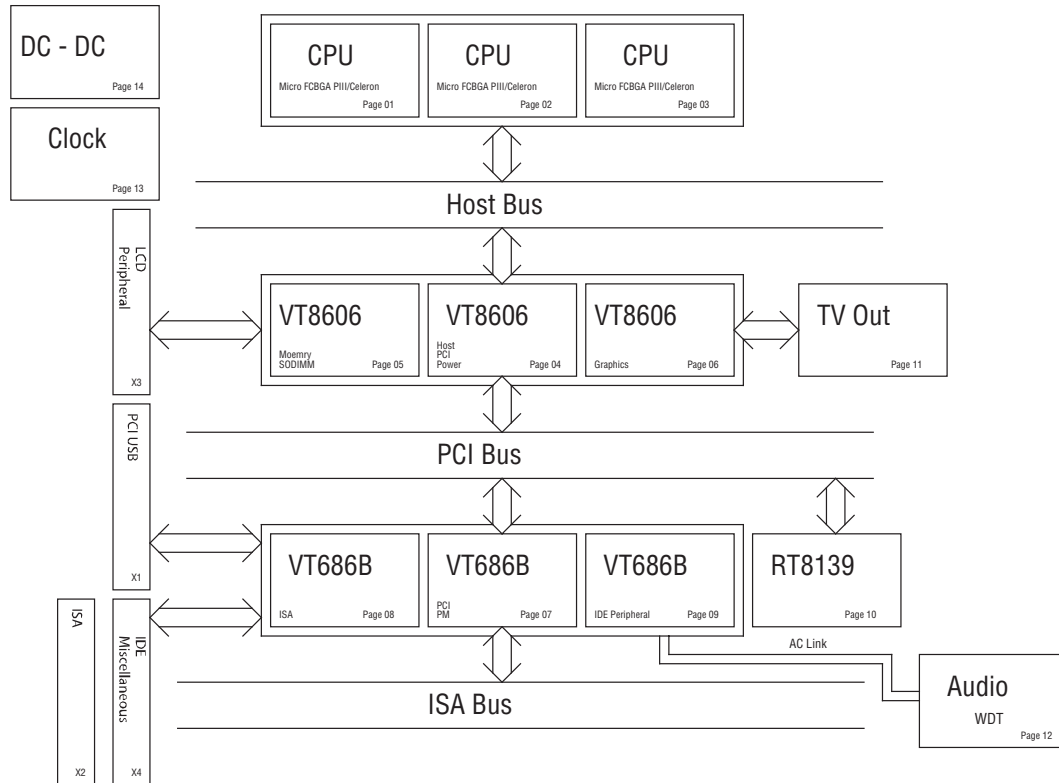 DC - DC
Page 14
Clock
Page 13
CPU
Micro FCBGA PIII/Celeron
Page 01
CPU
Micro FCBGA PIII/Celeron
Page 02
CPU
Micro FCBGA PIII/Celeron
Page 03
Host Bus
LCD
Peripheral
X3
VT8606
Moemry
SODIMM
Page 05
VT8606
Host
PCI
Power
Page 04
VT8606
Graphics
Page 06
TV Out
Page 11
PCI Bus
PCI USB
X1
VT686B
ISA
Page 08
VT686B
PCI
PM
Page 07
VT686B
IDE Peripheral
Page 09
RT8139
Page 10
ISA
X2
IDE
Miscellaneous
X4
AC Link
ISA Bus
Audio
WDT
Page 12